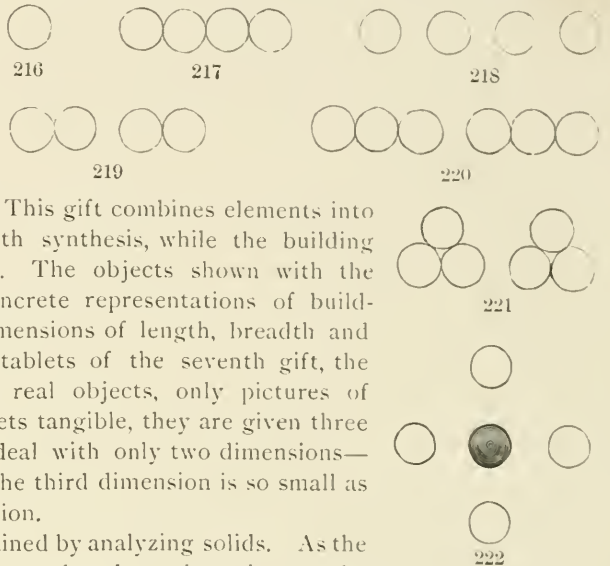 216 217 218
219 220
This gift combines elements into
th synthesis, while the building
. The objects shown with the
ncrete representations of build-
mensions of length, breadth and
tablets of the seventh gift, the
real objects, only pictures of
ets tangible, they are given three
deal with only two dimensions—
he third dimension is so small as
ion.
ined by analyzing solids. As the
221
222